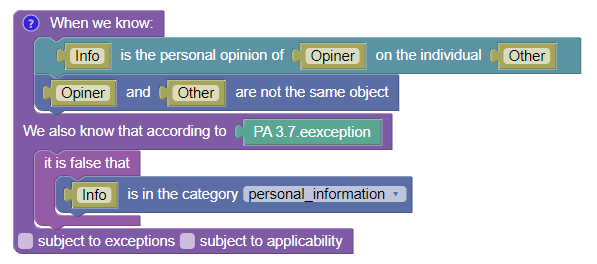 ? When we know:
Info is the personal opinion of Opiner on the individual Other
Opiner and Other are not the same object
We also know that according to PA 3.7.eexception
it is false that
Info is in the category personal_information
subject to exceptions subject to applicability